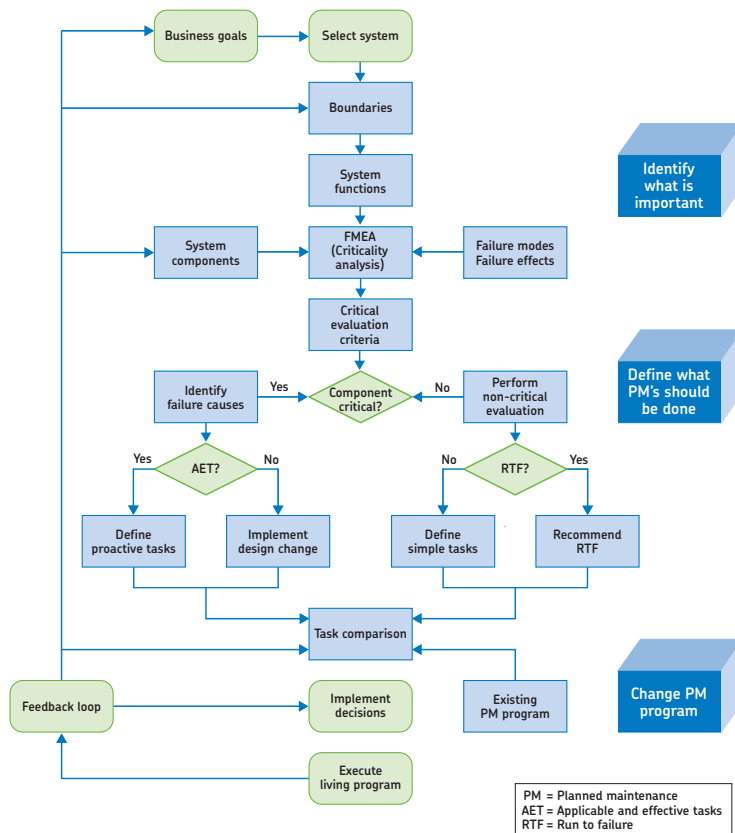 Business goals
Select system
Boundaries
System
functions
Identify
what is
important
System
components
FMEA
(Criticality
analysis)
Failure modes
Failure effects
Critical
evaluation
criteria
Identify
failure causes
Yes
Component
critical?
No
Perform
non-critical
evaluation
Define what
PM's should
be done
Yes
AET?
No
No
RTF?
Yes
Define
proactive tasks
Implement
design change
Define
simple tasks
Recommend
RTF
Task comparison
Feedback loop
Implement
decisions
Existing
PM program
Change PM
program
Execute
living program
PM = Planned maintenance
AET = Applicable and effective tasks
RTF = Run to failure